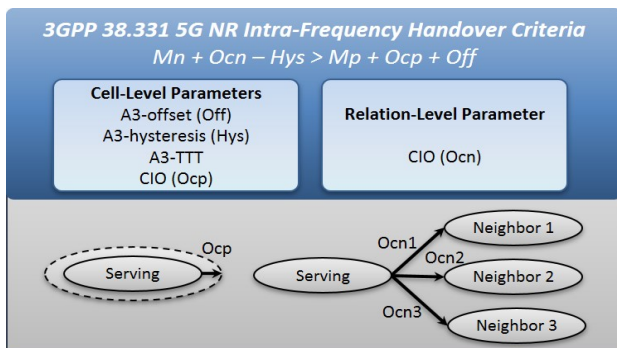 3GPP 38.331 5G NR Intra-Frequency Handover Criteria
Mn + Ocn – Hys > Mp + Ocp + Off
Cell-Level Parameters
A3-offset (Off)
A3-hysteresis (Hys)
A3-TTT
CIO (Ocp)
Relation-Level Parameter
CIO (Ocn)
Ocp
Serving
Serving
Ocn1
Ocn2
Ocn3
Neighbor 1
Neighbor 2
Neighbor 3